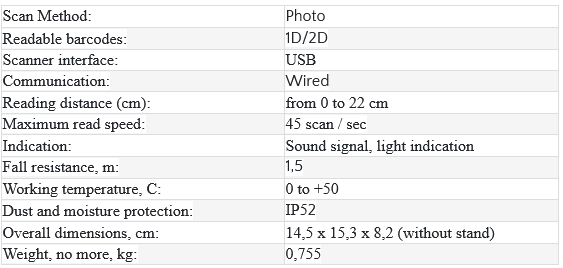 Scan Method: Photo
Readable barcodes: 1D/2D
Scanner interface: USB
Communication: Wired
Reading distance (cm): from 0 to 22 cm
Maximum read speed: 45 scan / sec
Indication: Sound signal, light indication
Fall resistance, m: 1,5
Working temperature, C: 0 to +50
Dust and moisture protection: IP52
Overall dimensions, cm: 14,5 x 15,3 x 8,2 (without stand)
Weight, no more, kg: 0,755